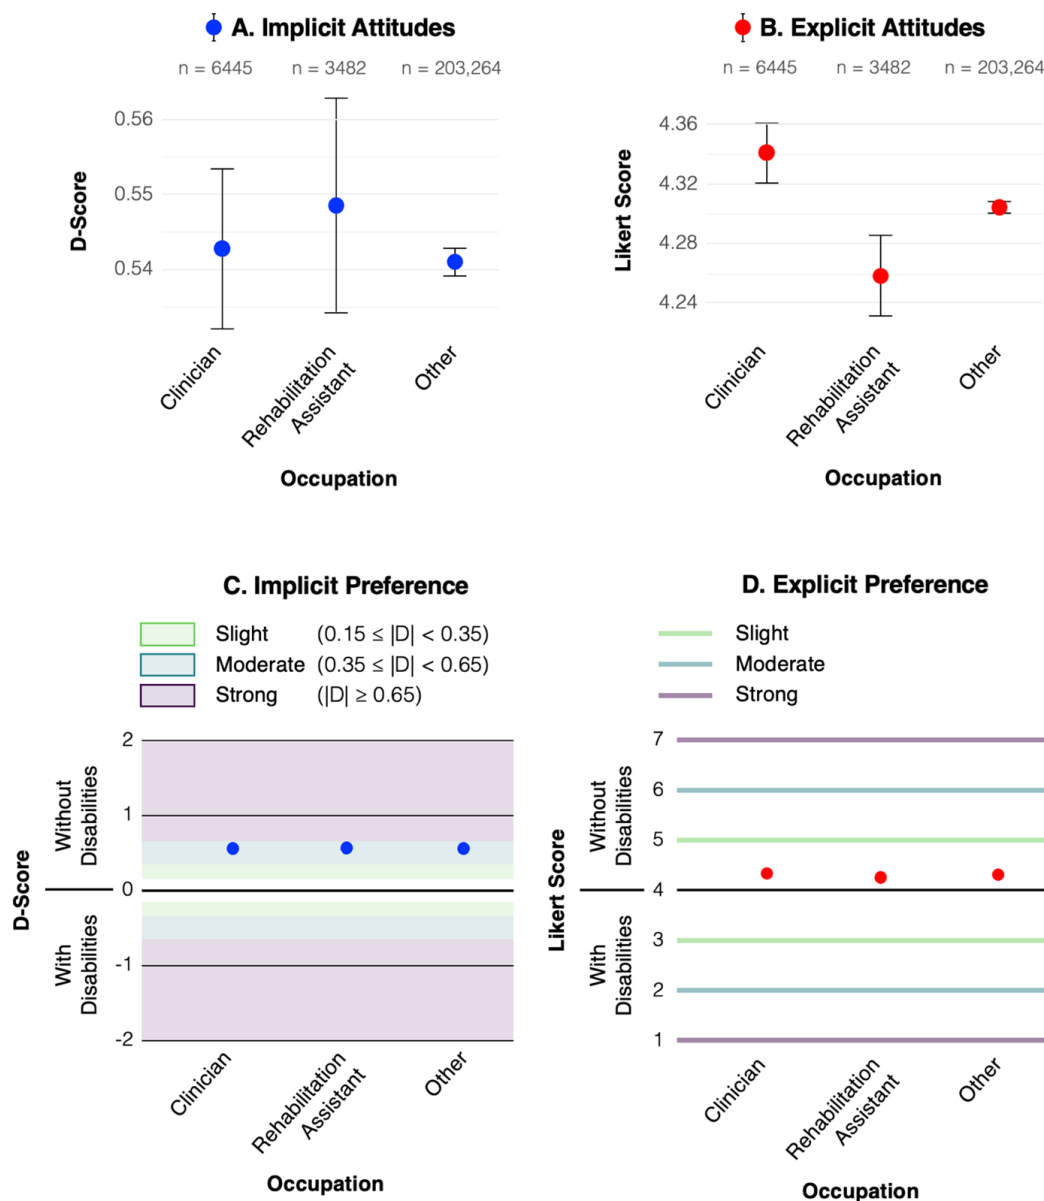 A. Implicit Attitudes
n = 6445 n = 3482 n = 203,264
0.56
0.55
0.54
D-Score
Clinician
Rehabilitation
Assistant
Other
Occupation
B. Explicit Attitudes
n = 6445 n = 3482 n = 203,264
4.36
4.32
4.28
4.24
Likert Score
Clinician
Rehabilitation
Assistant
Other
Occupation
C. Implicit Preference
Slight (0.15 ≤ |D| < 0.35)
Moderate (0.35 ≤ |D| < 0.65)
Strong (|D| ≥ 0.65)
2
1
0
-1
-2
D-Score
Without
Disabilities
With
Disabilities
Clinician
Rehabilitation
Assistant
Other
Occupation
D. Explicit Preference
Slight
Moderate
Strong
7
6
5
4
3
2
1
Likert Score
Without
Disabilities
With
Disabilities
Clinician
Rehabilitation
Assistant
Other
Occupation